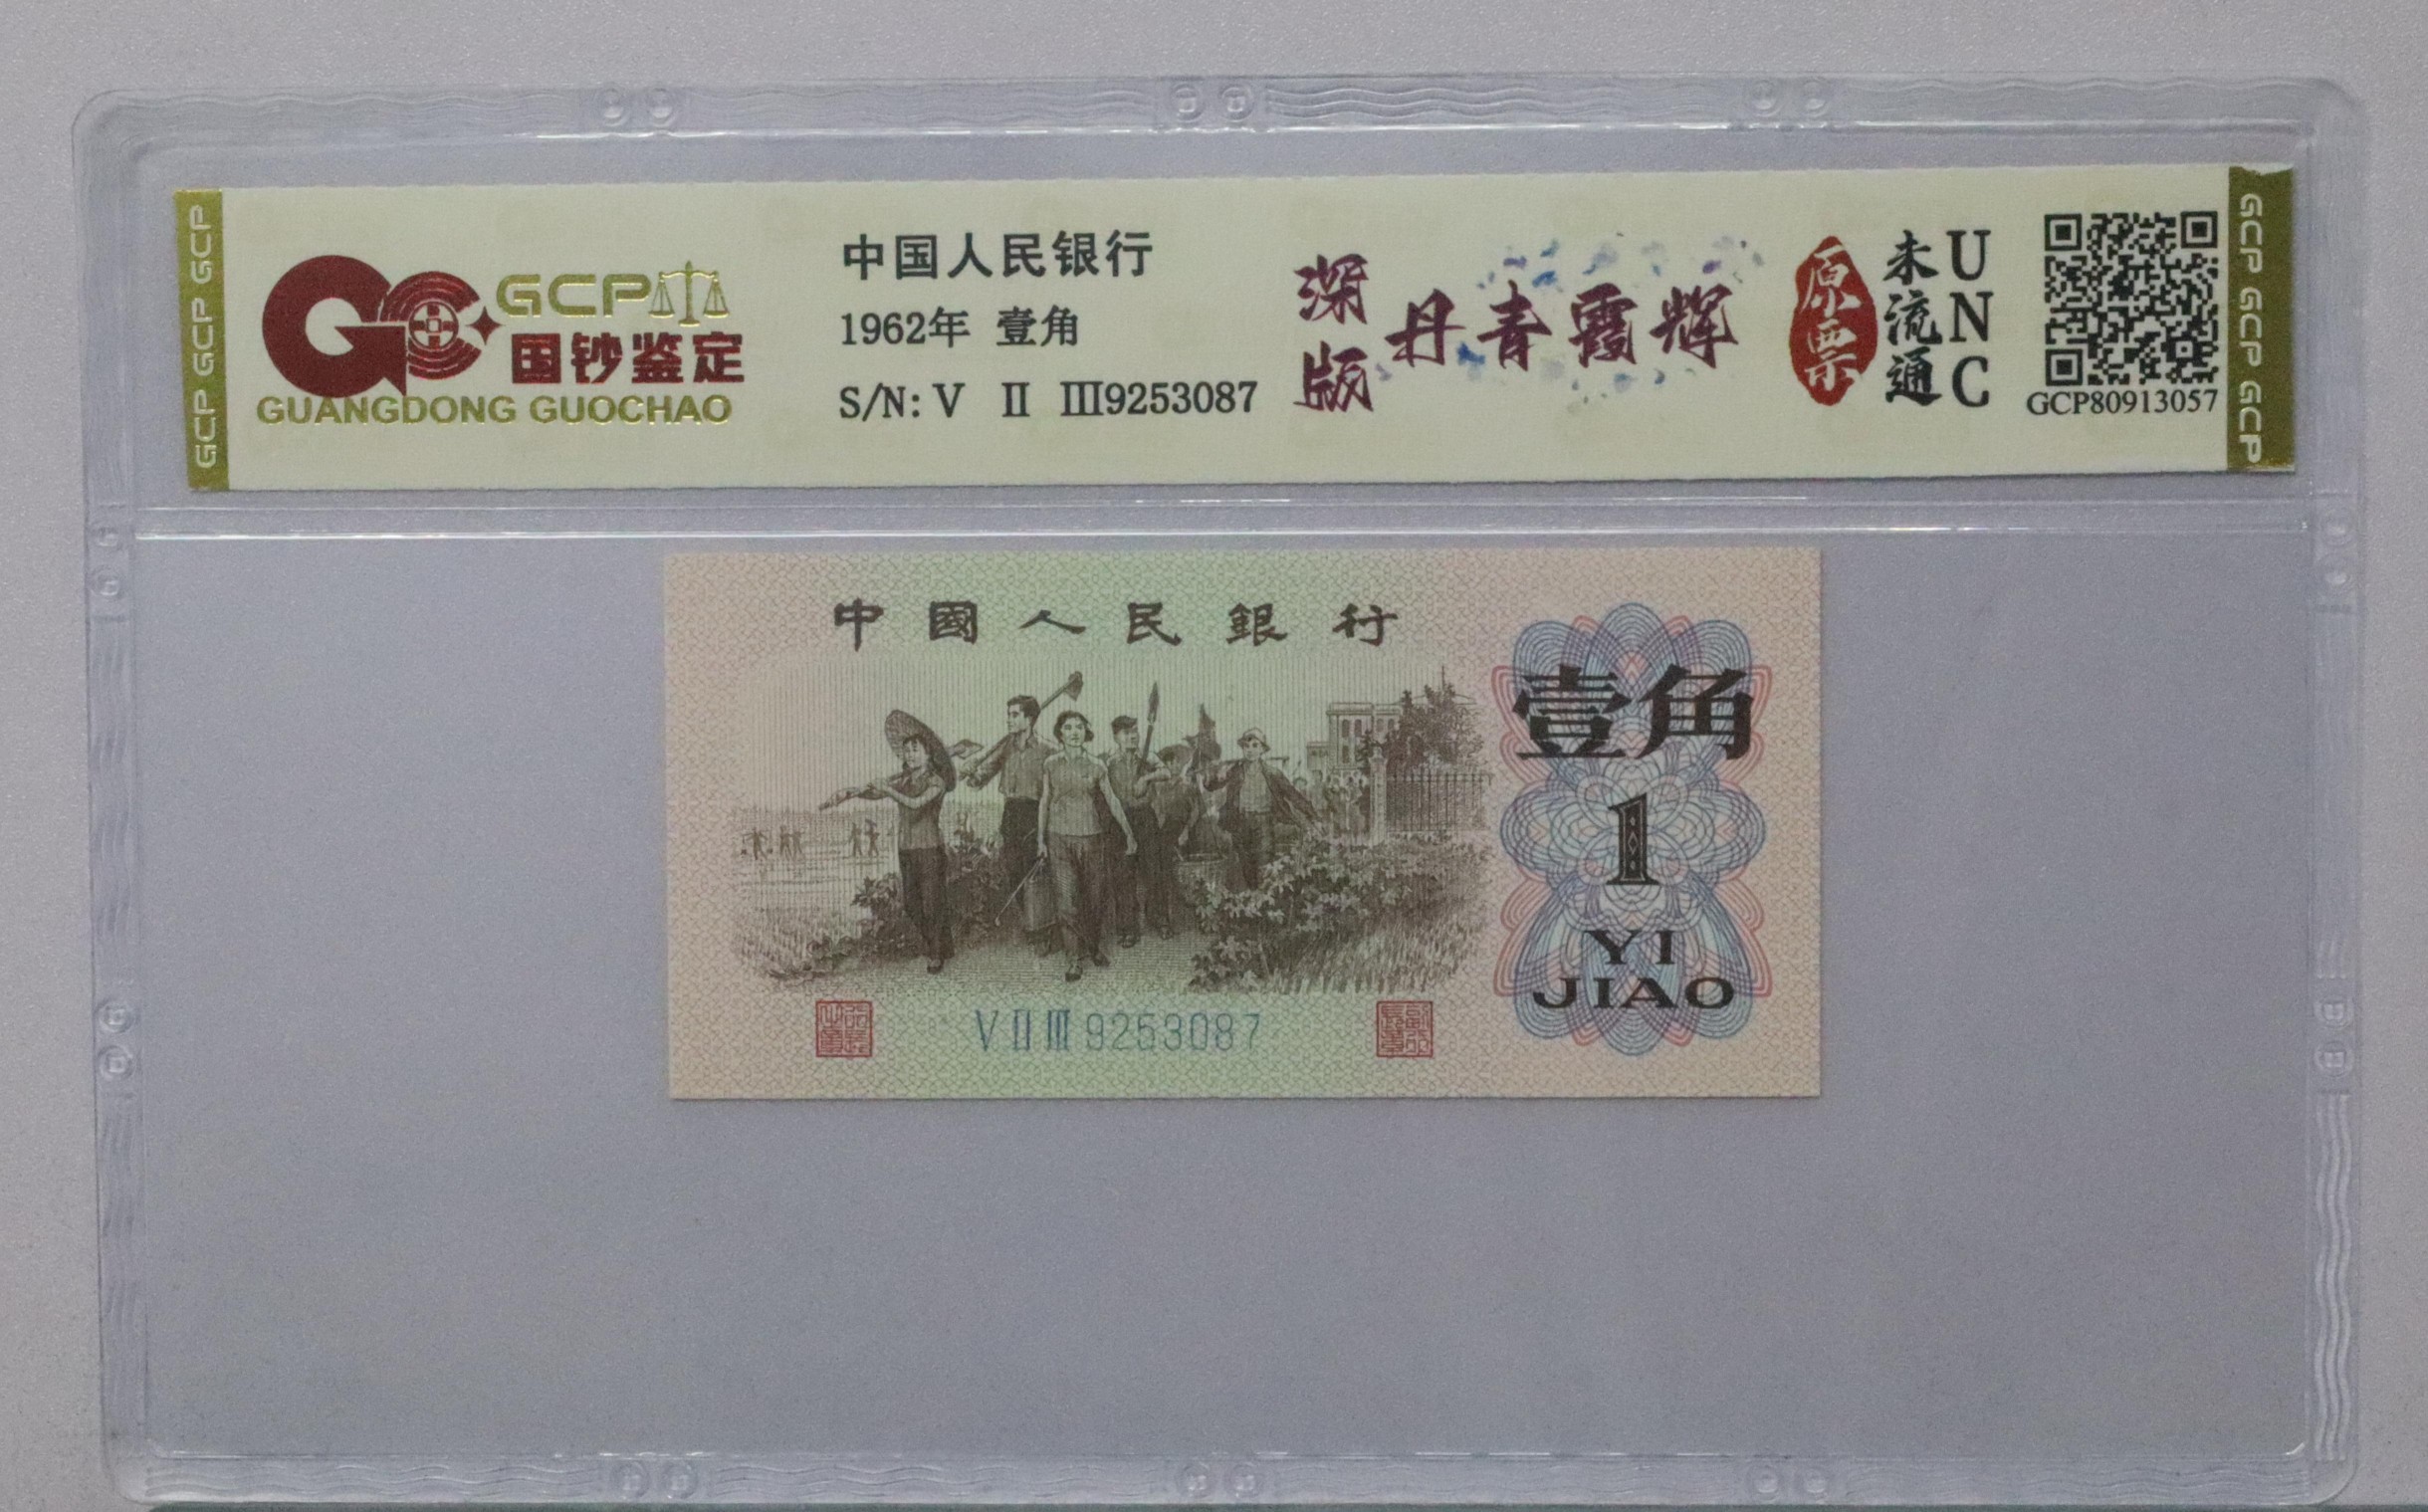 GCP GCP GCP
GCP
国钞鉴定
GUANGDONG GUOCHAO
中国人民银行
1962年 壹角
S/N: V Ⅱ Ⅲ9253087
深版
丹青霞辉
原票
未流通
UNC
GCP80913057
GCP GCP GCP
中國人民銀行
壹角
1
YI
JIAO
V Ⅱ Ⅲ 9253087